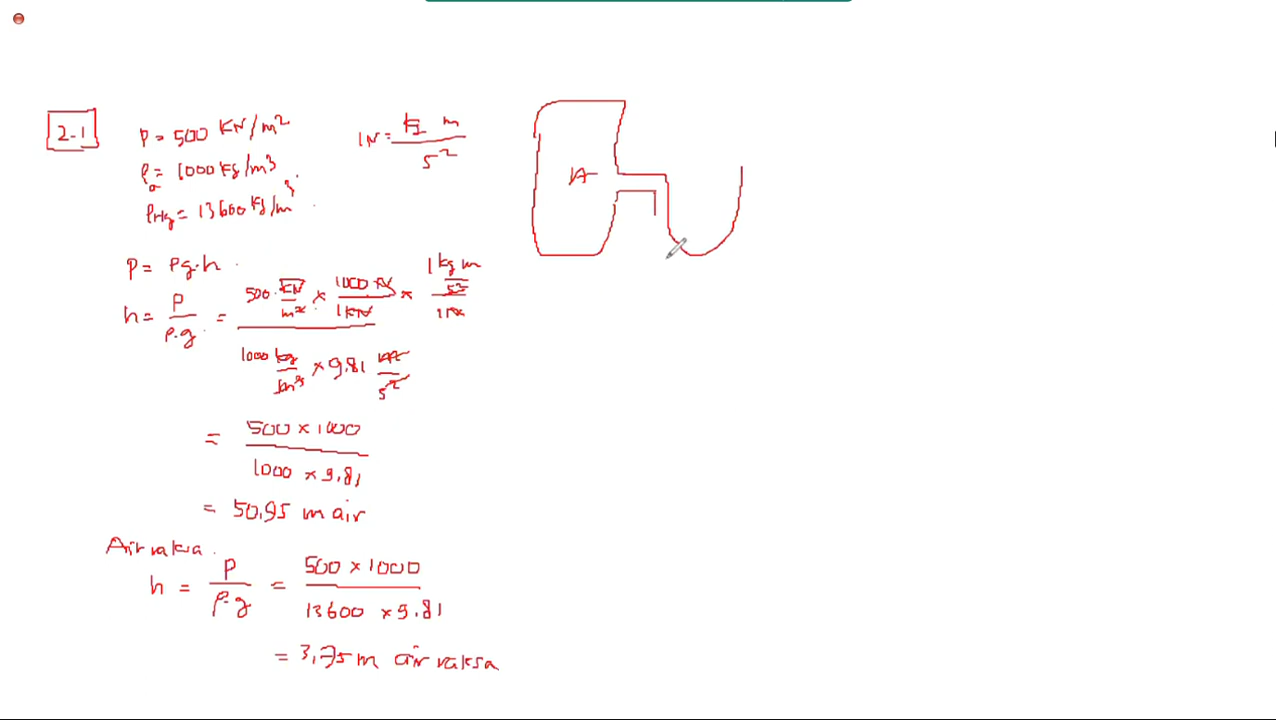 2-1
P = 500 KN/m²
ρa = 1000 Kg/m³
ρHg = 13600 Kg/m³
1N = kg m / s²
P = ρg.h
h = P / ρ.g = 500. KN/m² × 1000 N / 1 KN × 1 kg m/s² / 1N
1000 kg/m³ × 9.81 m/s²
= 500 × 1000 / 1000 × 9.81
= 50,95 m air
Air raksa
h = P / ρ.g = 500 × 1000 / 13600 × 9.81
= 3,75 m air raksa
A